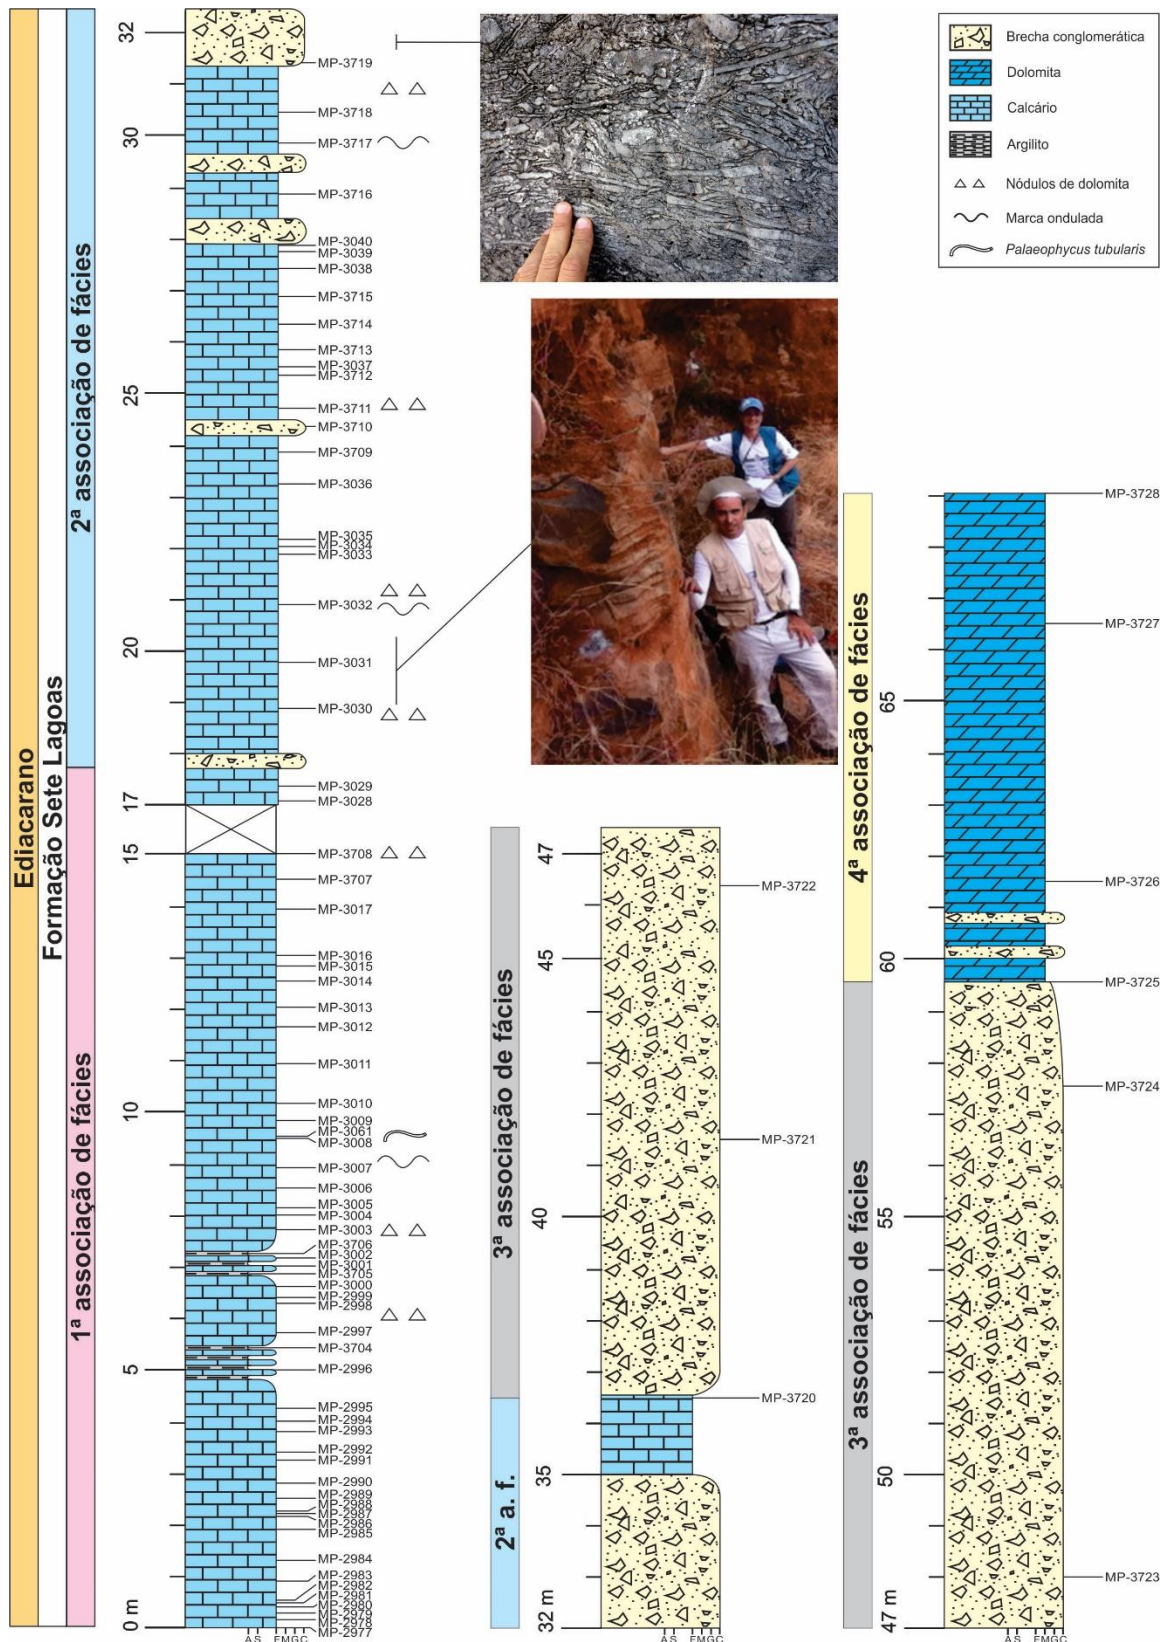 Ediacarano
Formação Sete Lagoas
2ª associação de fácies
1ª associação de fácies
32
30
25
20
17
15
10
5
0 m
MP-3719
MP-3718
MP-3717
MP-3716
MP-3040
MP-3039
MP-3038
MP-3715
MP-3714
MP-3713
MP-3037
MP-3712
MP-3711
MP-3710
MP-3709
MP-3036
MP-3035
MP-3034
MP-3033
MP-3032
MP-3031
MP-3030
MP-3029
MP-3028
MP-3708
MP-3707
MP-3017
MP-3016
MP-3015
MP-3014
MP-3013
MP-3012
MP-3011
MP-3010
MP-3009
MP-3061
MP-3008
MP-3007
MP-3006
MP-3005
MP-3004
MP-3003
MP-3706
MP-3002
MP-3001
MP-3705
MP-3000
MP-2999
MP-2998
MP-2997
MP-3704
MP-2996
MP-2995
MP-2994
MP-2993
MP-2992
MP-2991
MP-2990
MP-2989
MP-2988
MP-2987
MP-2986
MP-2985
MP-2984
MP-2983
MP-2982
MP-2981
MP-2980
MP-2979
MP-2978
MP-2977
A S F M G C
3ª associação de fácies
2ª a. f.
47
45
40
35
32 m
MP-3722
MP-3721
MP-3720
A S F M G C
4ª associação de fácies
3ª associação de fácies
65
60
55
50
47 m
MP-3728
MP-3727
MP-3726
MP-3725
MP-3724
MP-3723
A S F M G C
Brecha conglomerática
Dolomita
Calcário
Argilito
Nódulos de dolomita
Marca ondulada
Palaeophycus tubularis